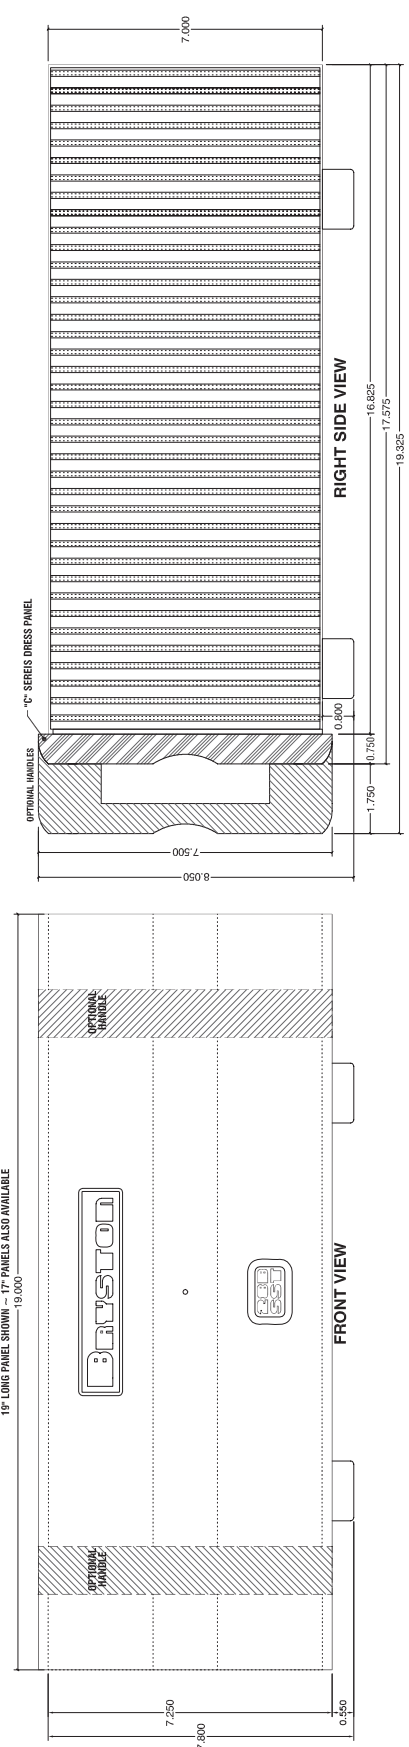 19" LONG PANEL SHOWN ~ 17" PANELS ALSO AVAILABLE
19.000
OPTIONAL
HANDLE
BRYSTON
OPTIONAL
HANDLE
28B
SST
FRONT VIEW
7.250
0.550
7.800
OPTIONAL HANDLES
"C" SEREIS DRESS PANEL
7.500
8.050
7.000
0.800
RIGHT SIDE VIEW
0.750
16.825
17.575
1.750
19.325